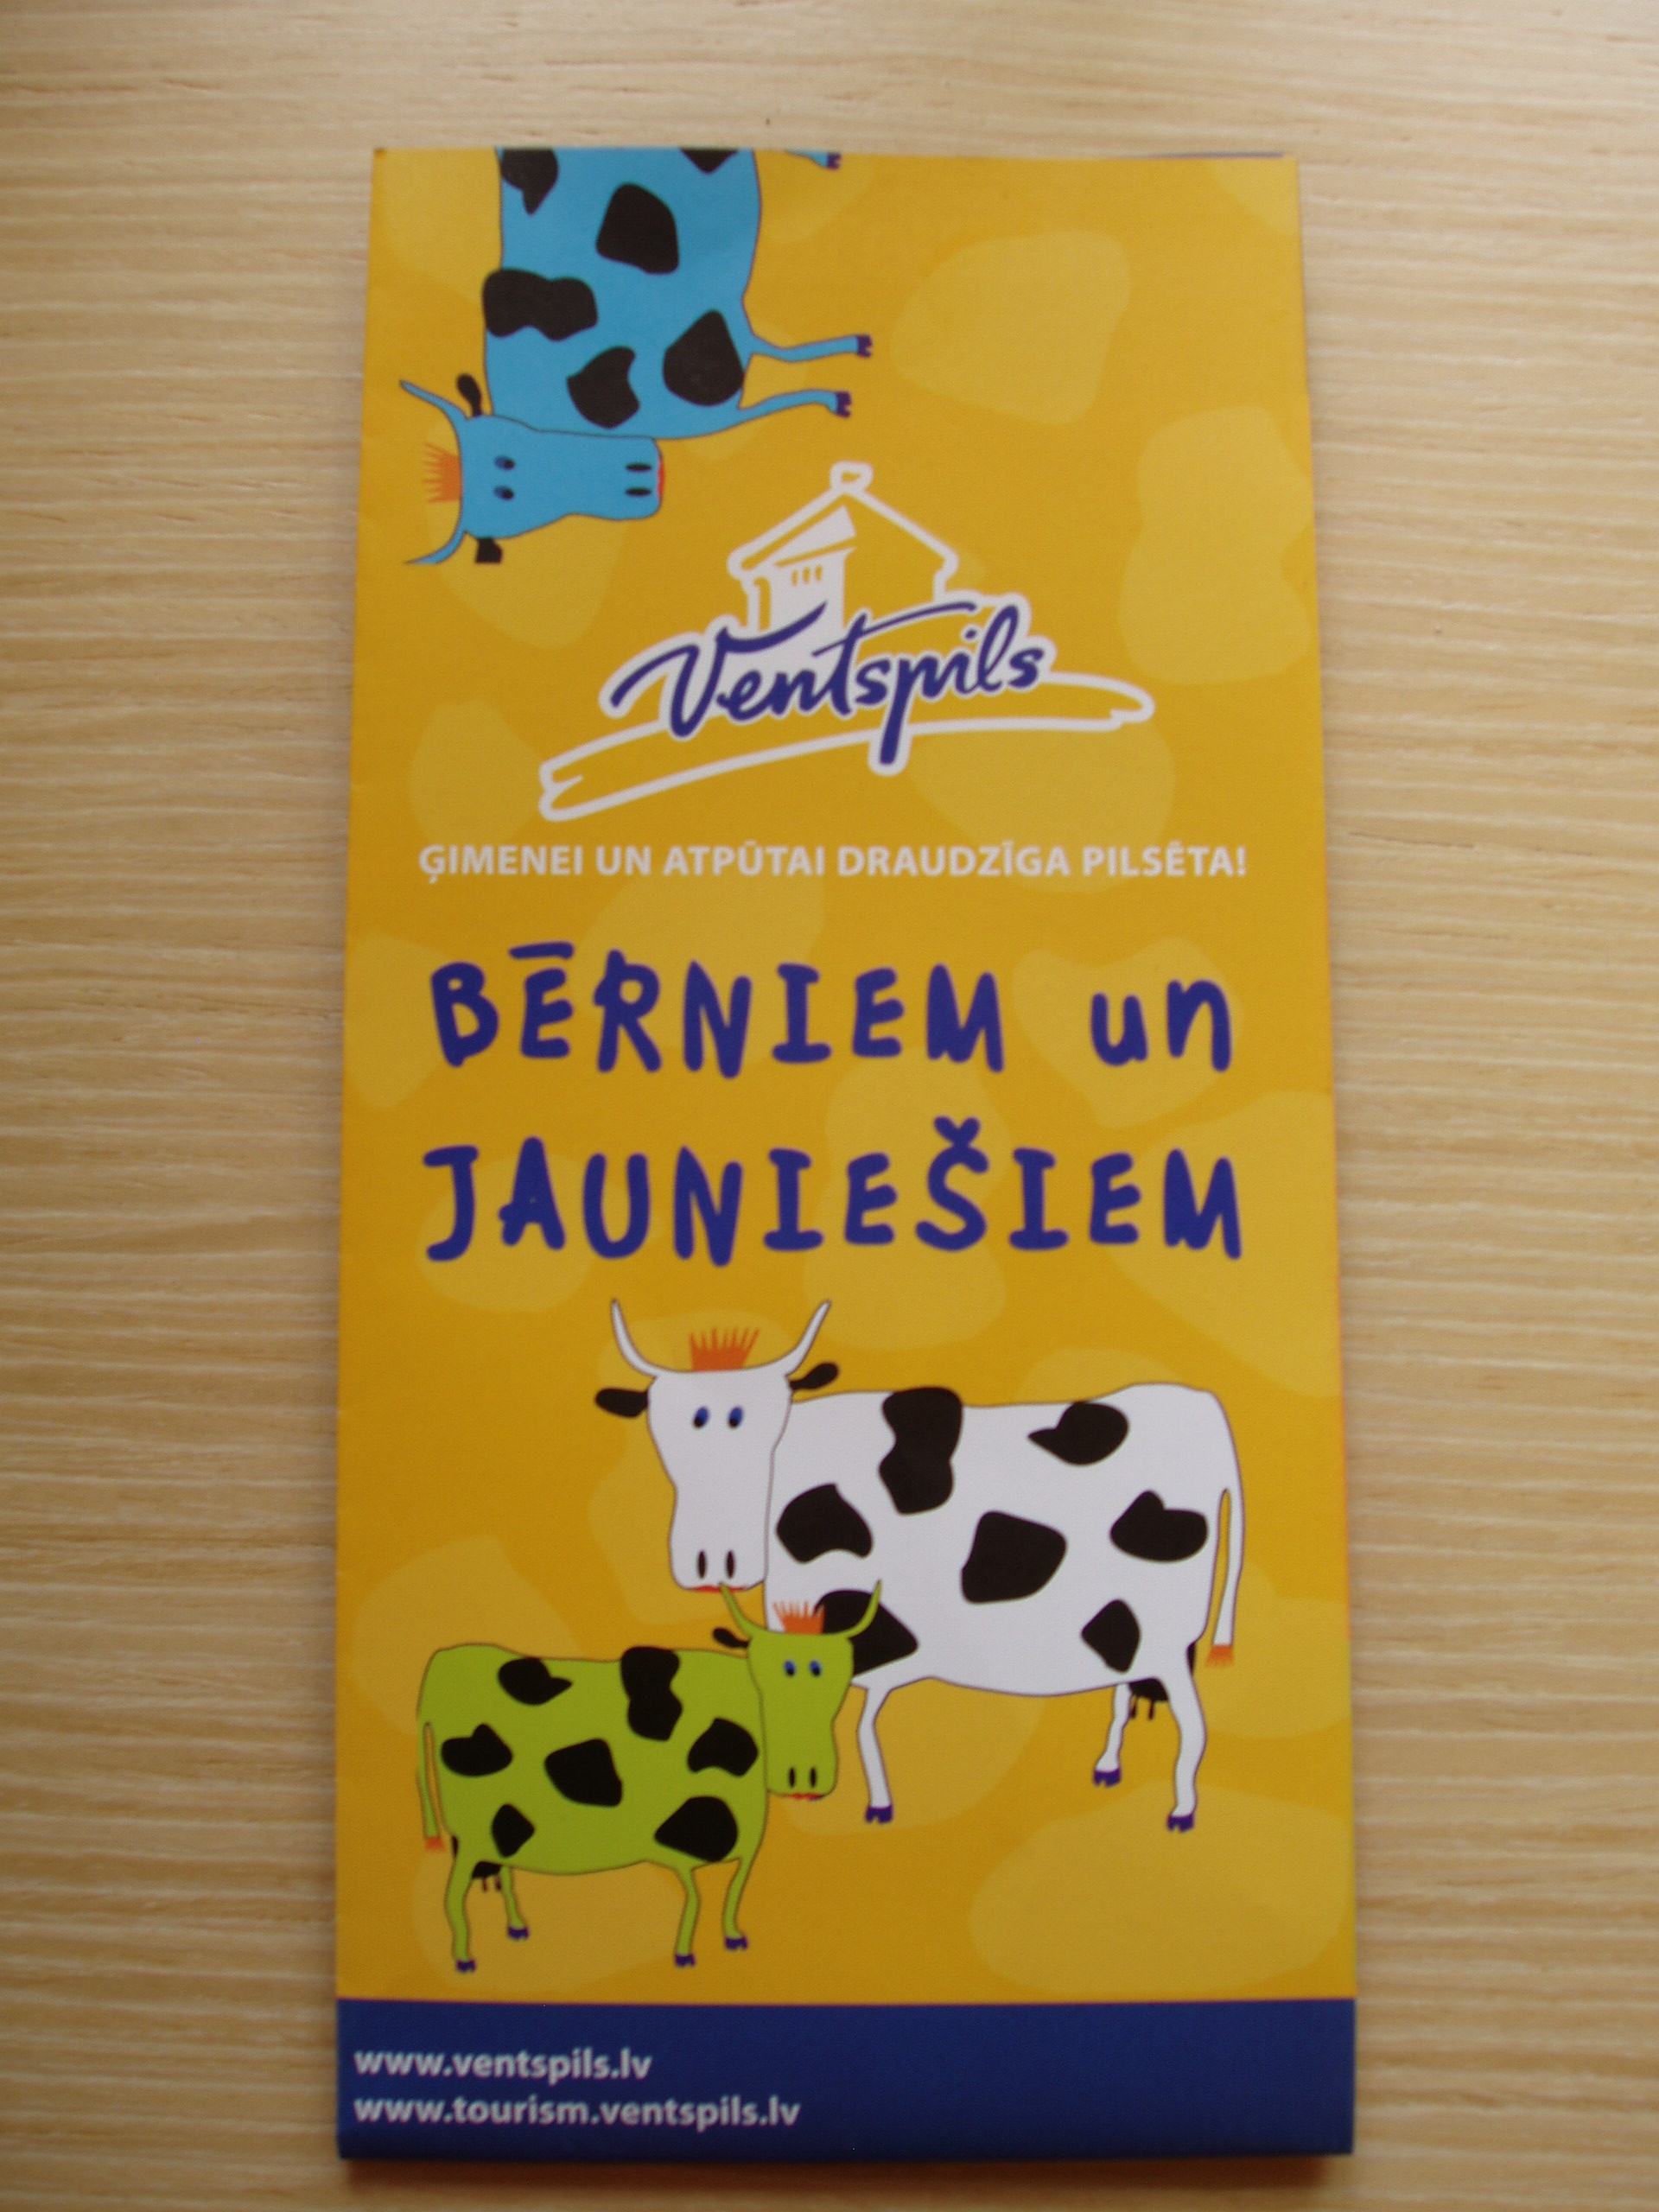 Ventspils
ĢIMENEI UN ATPŪTAI DRAUDZĪGA PILSĒTA!
BĒRNIEM un
JAUNIEŠIEM
www.ventspils.lv
www.tourism.ventspils.lv